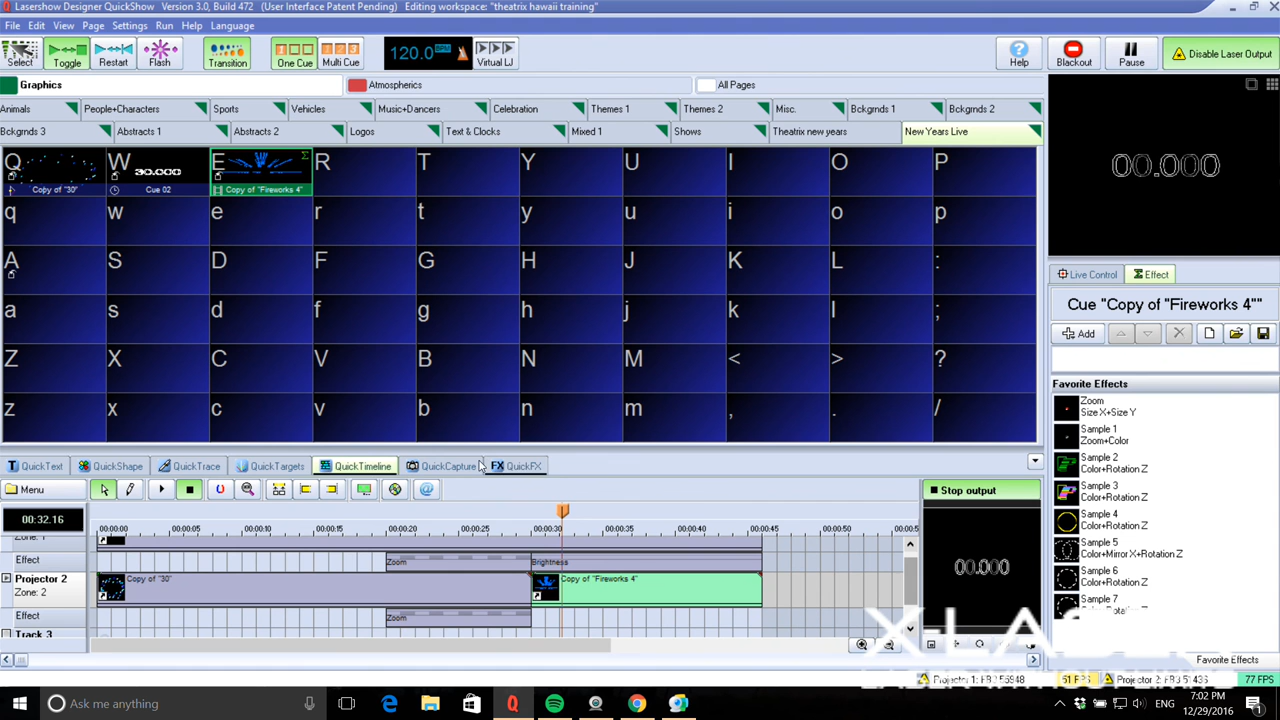 Lasershow Designer QuickShow Version 3.0, Build 472 (User Interface Patent Pending) Editing workspace: "theatrix hawaii training"
File Edit View Page Settings Run Help Language
Select Toggle Restart Flash Transition One Cue Multi Cue 120.0 BPM Virtual LJ Help Blackout Pause Disable Laser Output
Graphics Atmospherics All Pages
Animals People+Characters Sports Vehicles Music+Dancers Celebration Themes 1 Themes 2 Misc. Bckgrnds 1 Bckgrnds 2
Bckgrnds 3 Abstracts 1 Abstracts 2 Logos Text & Clocks Mixed 1 Shows Theatrix new years New Years Live
Q W E R T Y U I O P
30.000
Copy of "30" Cue 02 Copy of "Fireworks 4"
q w e r t y u i o p
A S D F G H J K L :
a s d f g h j k l ;
Z X C V B N M < > ?
z x c v b n m , . /
00.000
Live Control Effect
Cue "Copy of "Fireworks 4""
Add
Favorite Effects
Zoom
Size X+Size Y
Sample 1
Zoom+Color
Sample 2
Color+Rotation Z
Sample 3
Color+Rotation Z
Sample 4
Color+Rotation Z
Sample 5
Color+Mirror X+Rotation Z
Sample 6
Color+Rotation Z
Sample 7
Favorite Effects
QuickText QuickShape QuickTrace QuickTargets QuickTimeline QuickCapture FX QuickFX
Menu
Stop output
00:32.16
00:00:00 00:00:05 00:00:10 00:00:15 00:00:20 00:00:25 00:00:30 00:00:35 00:00:40 00:00:45 00:00:50
Zone: 1
Effect Zoom Brightness
Projector 2
Zone: 2
Copy of "30" Copy of "Fireworks 4"
Effect Zoom
Track 3
00.000
Projector 1: FB3 Projector 2: FB3 77 FPS
Ask me anything
ENG
7:02 PM
12/29/2016